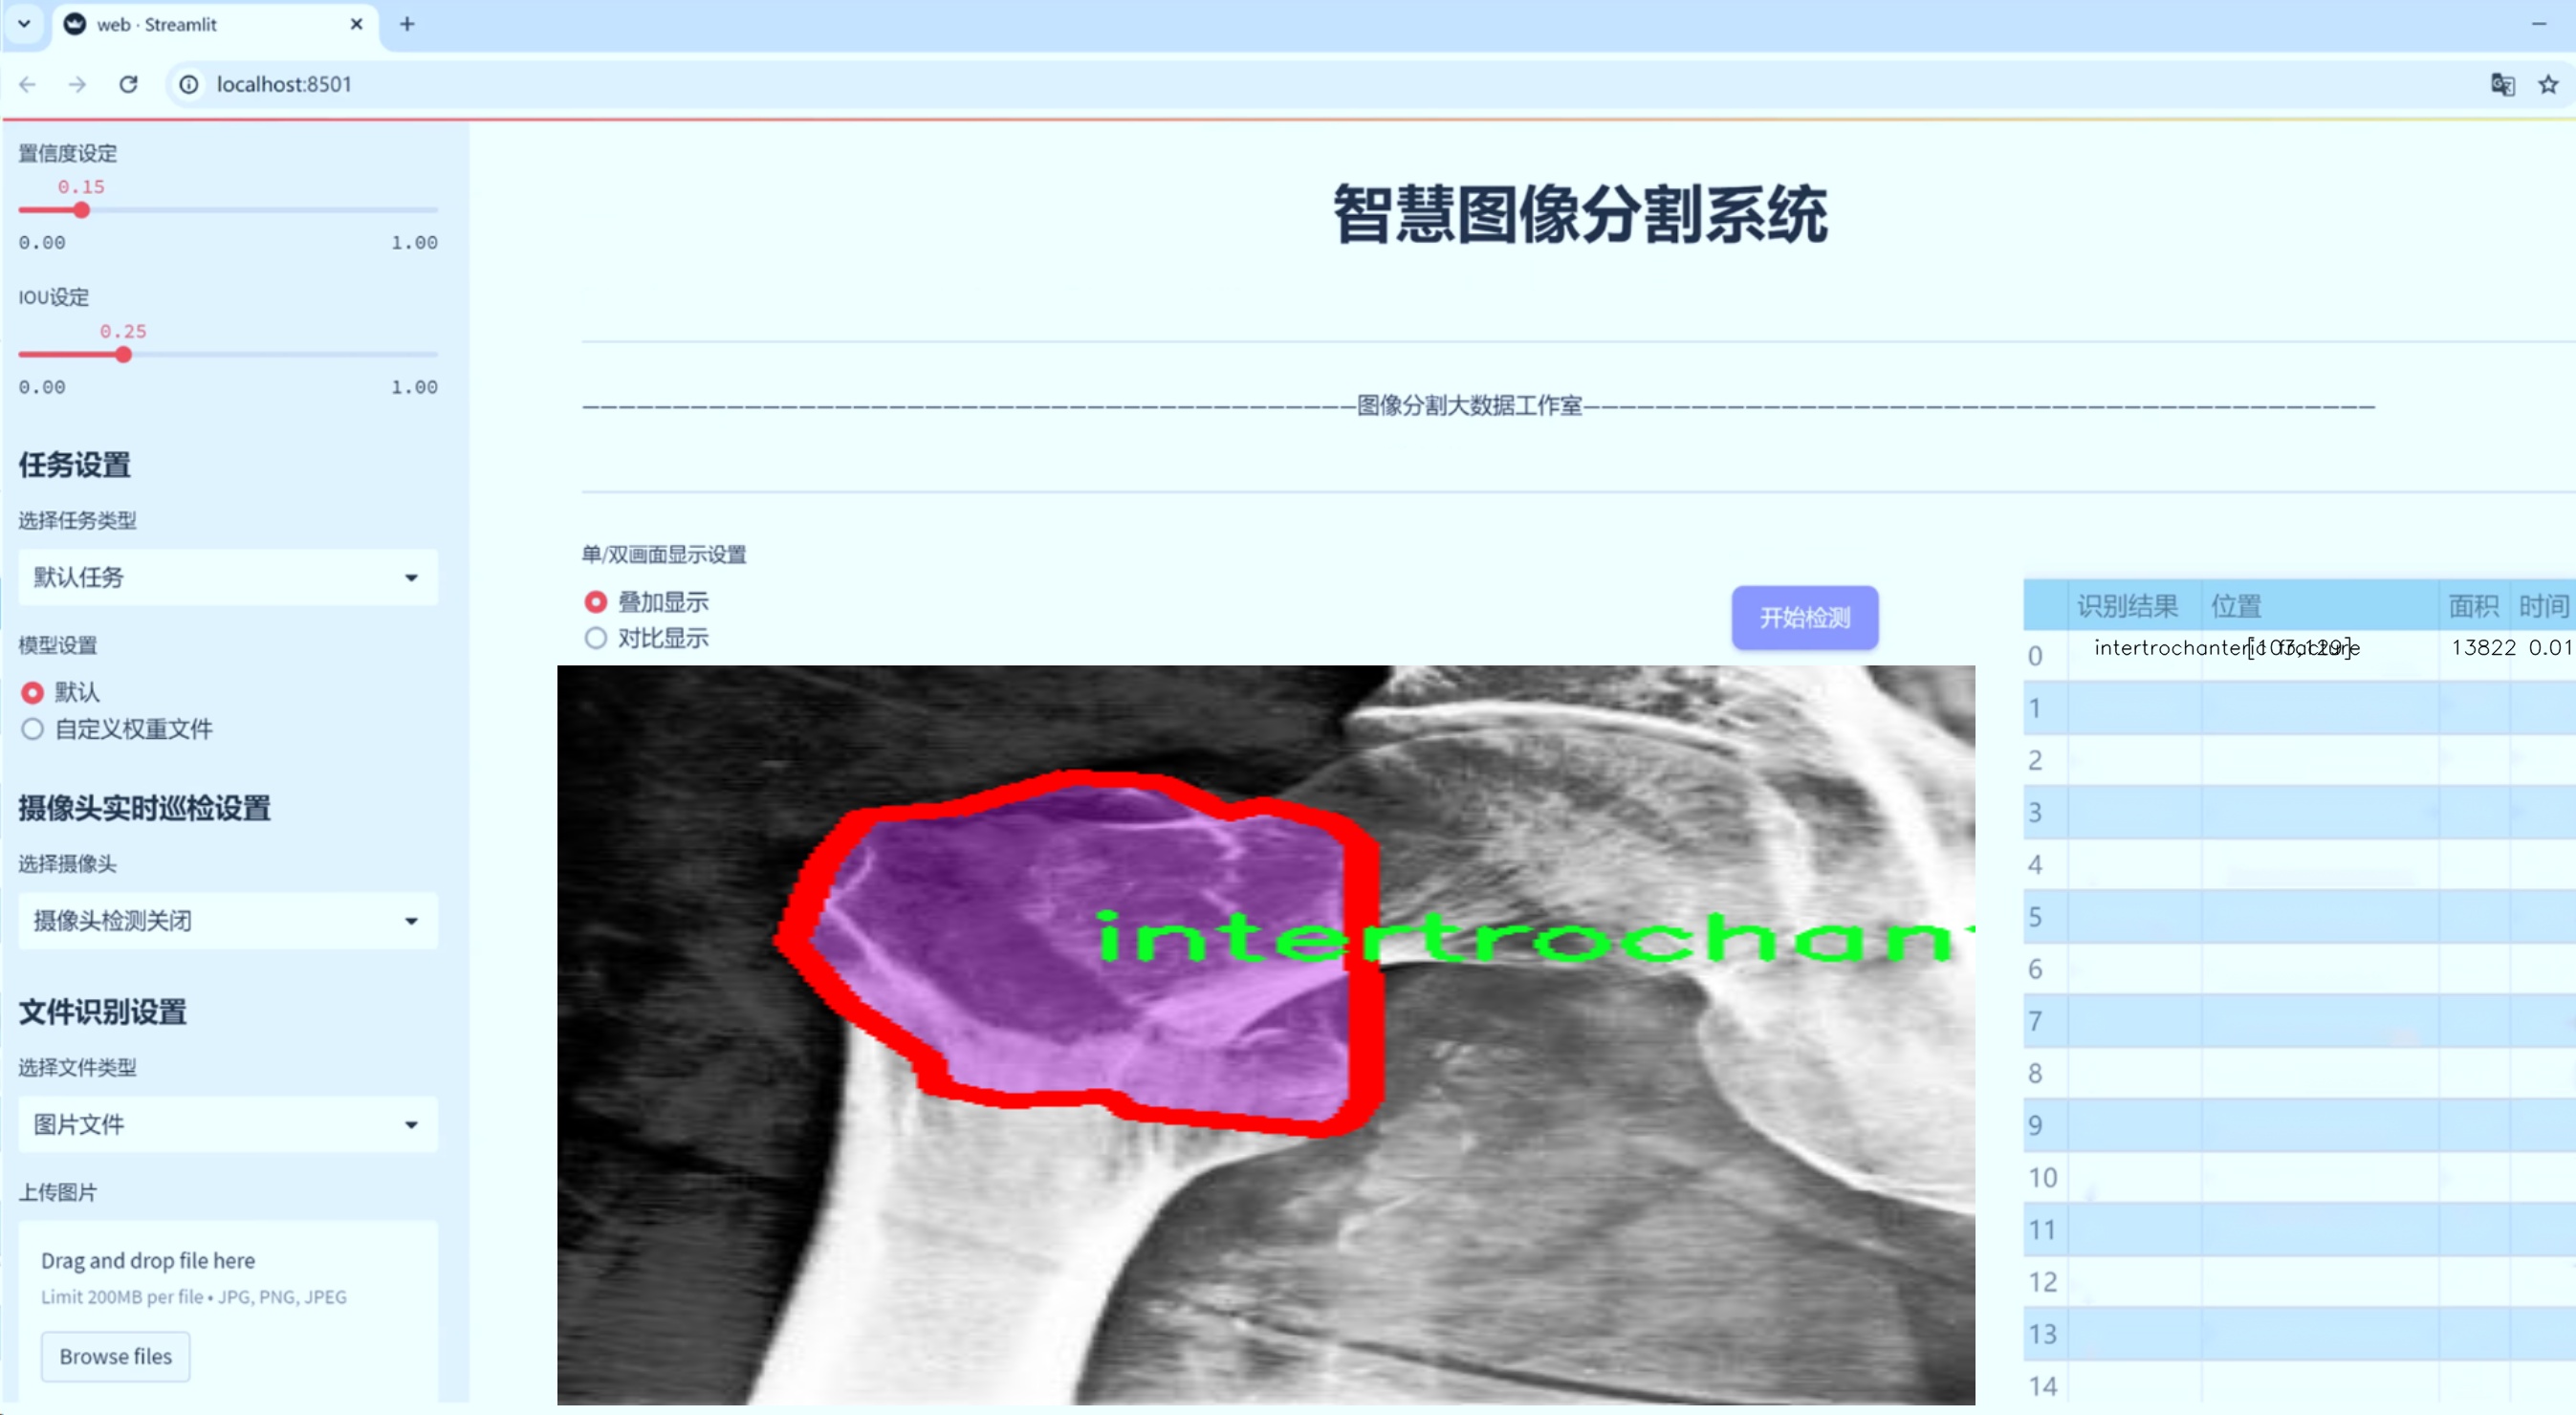 web · Streamlit
localhost:8501
置信度设定
0.15
0.00 1.00
IOU设定
0.25
0.00 1.00
任务设置
选择任务类型
默认任务
模型设置
默认
自定义权重文件
摄像头实时巡检设置
选择摄像头
摄像头检测关闭
文件识别设置
选择文件类型
图片文件
上传图片
Drag and drop file here
Limit 200MB per file • JPG, PNG, JPEG
Browse files
智慧图像分割系统
———————————————————————————————————————————图像分割大数据工作室————————————————————————————————————————————
单/双画面显示设置
叠加显示
对比显示
开始检测
intertrochan
识别结果 位置 面积 时间
0 intertrochanteric fracture [103,129] 13822 0.01
1
2
3
4
5
6
7
8
9
10
11
12
13
14